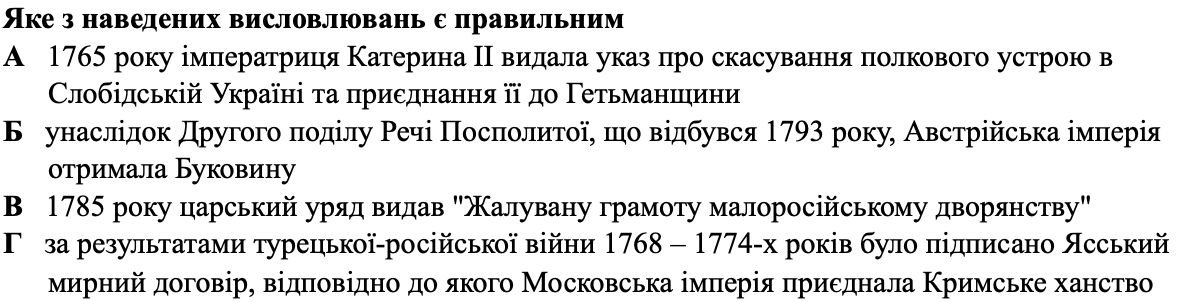 Яке з наведених висловлювань є правильним
А 1765 року імператриця Катерина ІІ видала указ про скасування полкового устрою в
Слобідській Україні та приєднання її до Гетьманщини
Б унаслідок Другого поділу Речі Посполитої, що відбувся 1793 року, Австрійська імперія
отримала Буковину
В 1785 року царський уряд видав "Жалувану грамоту малоросійському дворянству"
Г за результатами турецької-російської війни 1768 – 1774-х років було підписано Ясський
мирний договір, відповідно до якого Московська імперія приєднала Кримське ханство